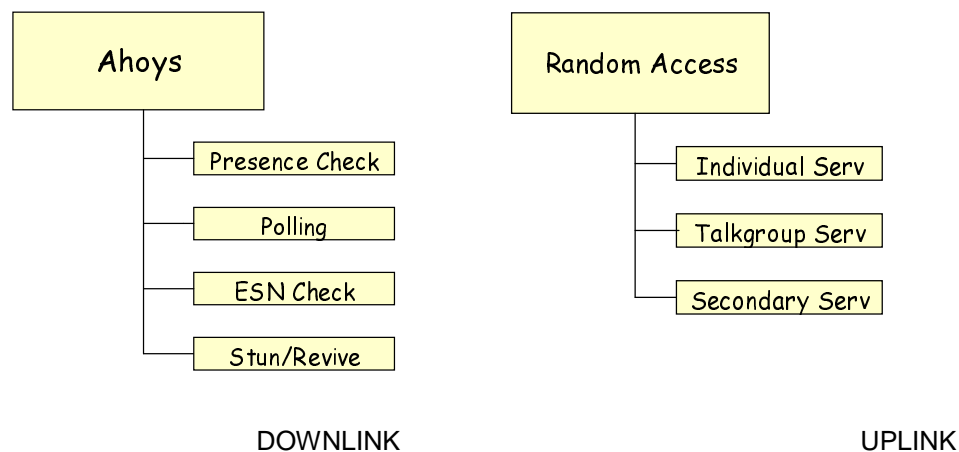 Ahoys
Presence Check
Polling
ESN Check
Stun/Revive
DOWNLINK
Random Access
Individual Serv
Talkgroup Serv
Secondary Serv
UPLINK